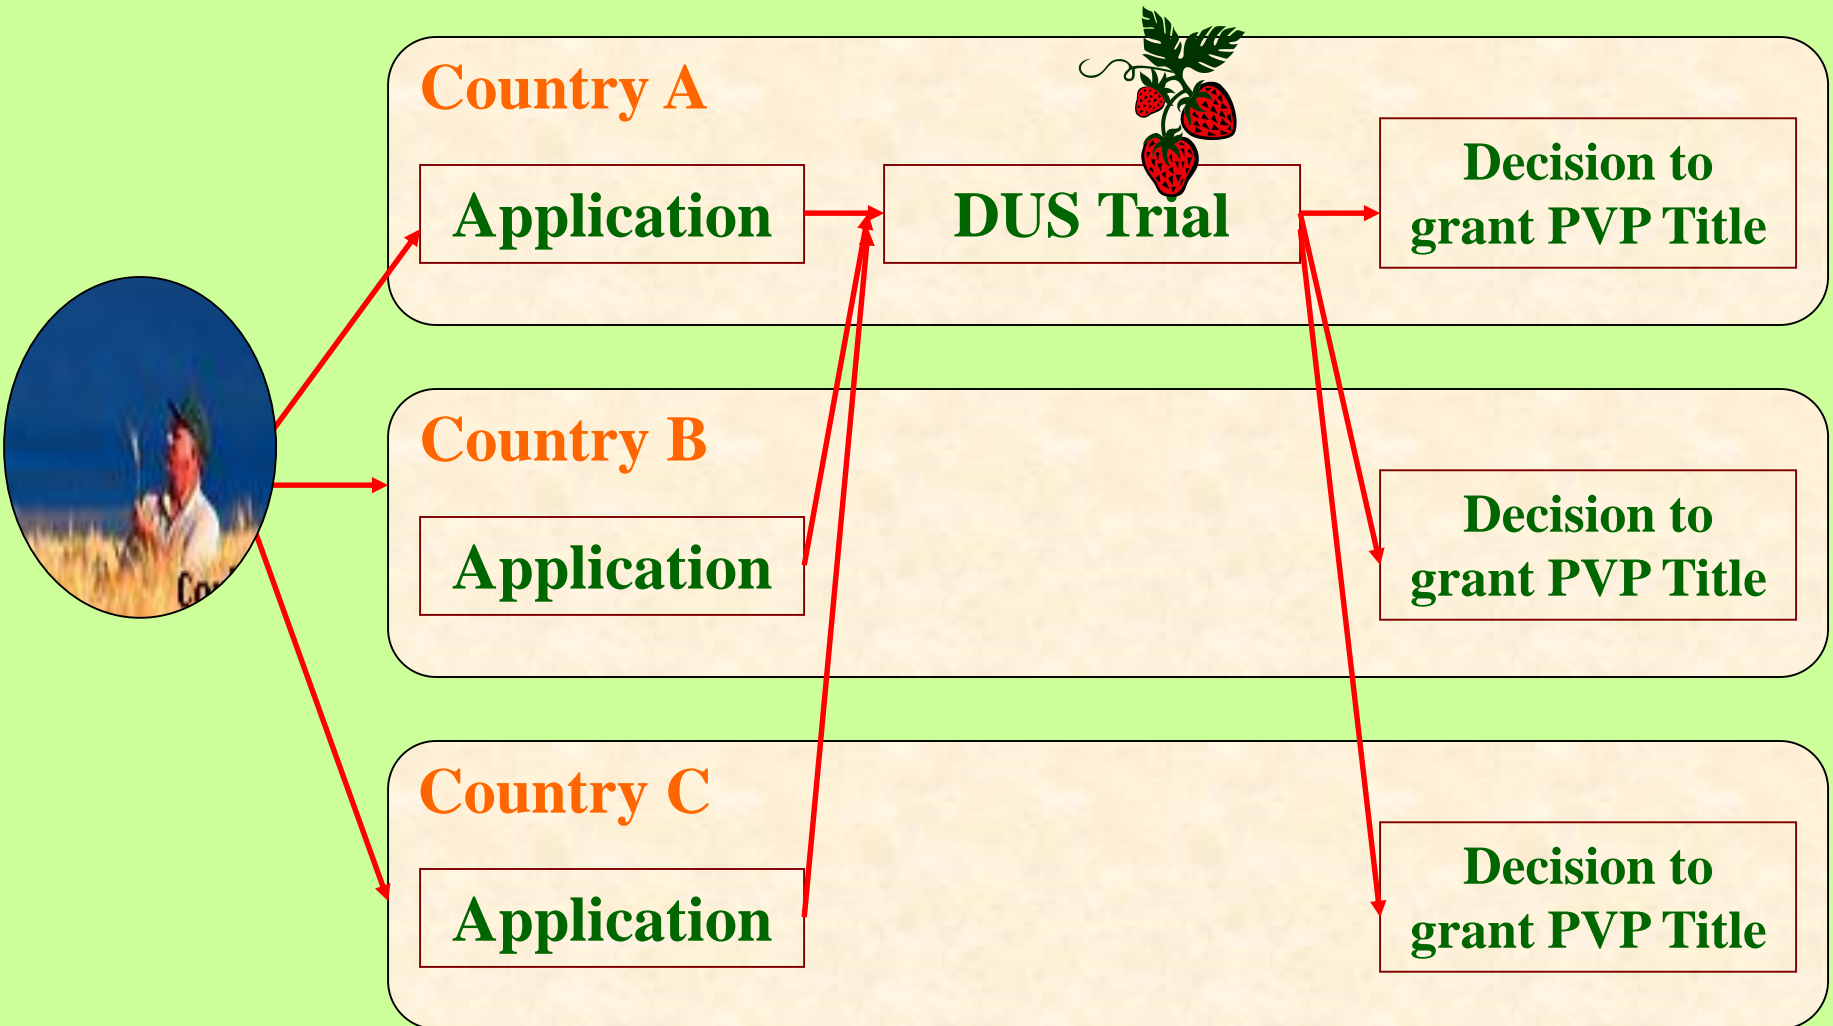 Country A
Application
DUS Trial
Decision to
grant PVP Title
Country B
Application
Decision to
grant PVP Title
Country C
Application
Decision to
grant PVP Title